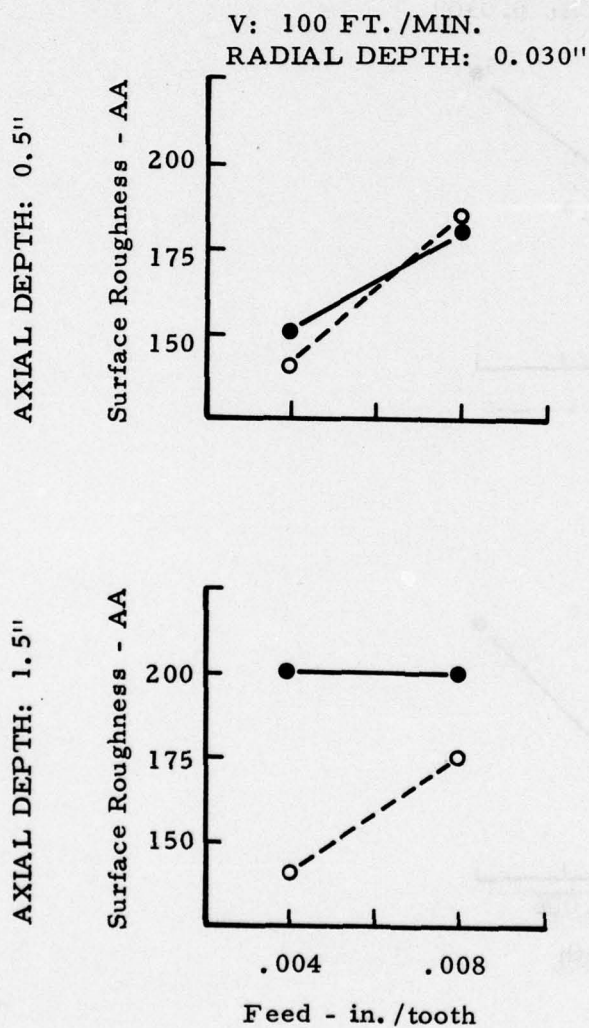 V: 100 FT./MIN.
RADIAL DEPTH: 0.030"
AXIAL DEPTH: 0.5"
Surface Roughness - AA
200
175
150
AXIAL DEPTH: 1.5"
Surface Roughness - AA
200
175
150
.004 .008
Feed - in./tooth